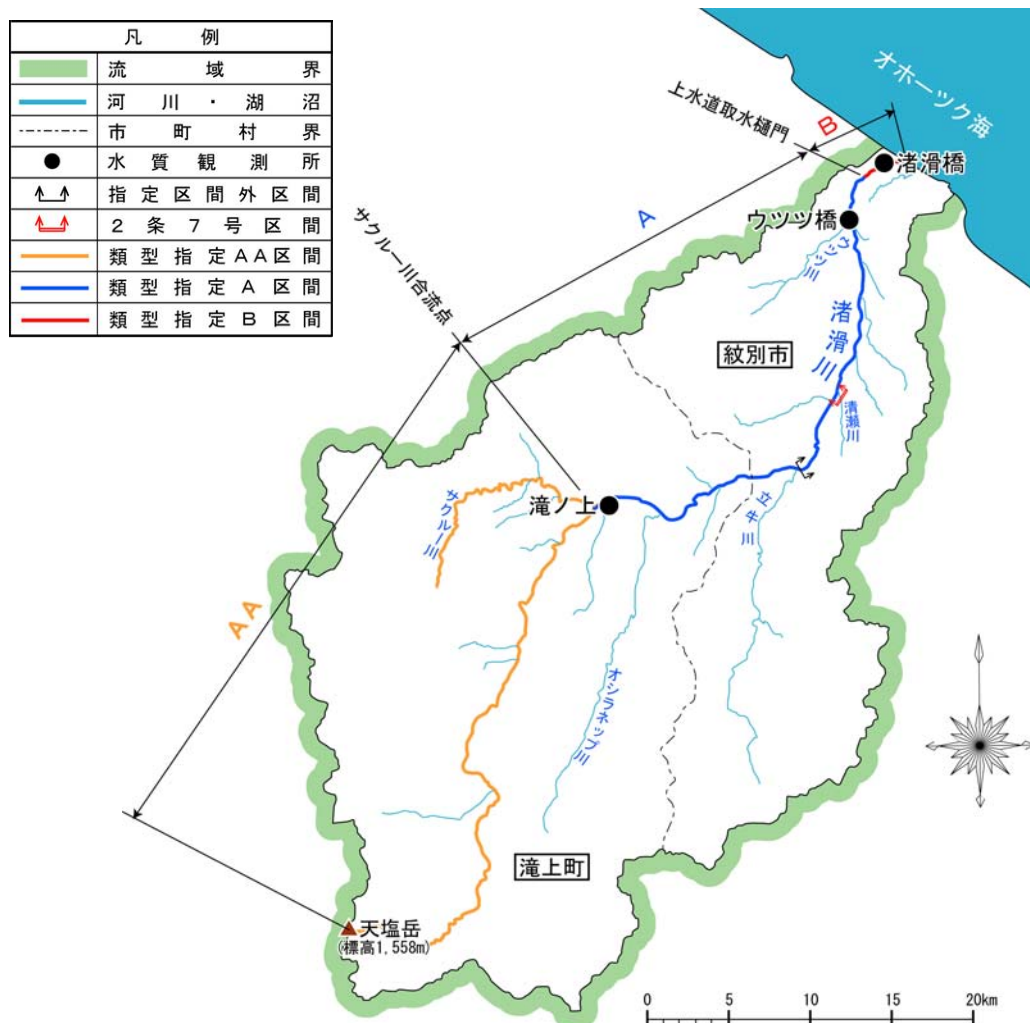 凡例
流域界
河川・湖沼
市町村界
水質観測所
指定区間外区間
2条7号区間
類型指定AA区間
類型指定A区間
類型指定B区間
オホーツク海
上水道取水樋門
B
渚滑橋
ウツツ橋
A
ウツツ川
サクルー川合流点
渚滑川
紋別市
清瀬川
滝ノ上
サクルー川
立牛川
AA
オシラネップ川
滝上町
天塩岳
(標高1,558m)
0 5 10 15 20km